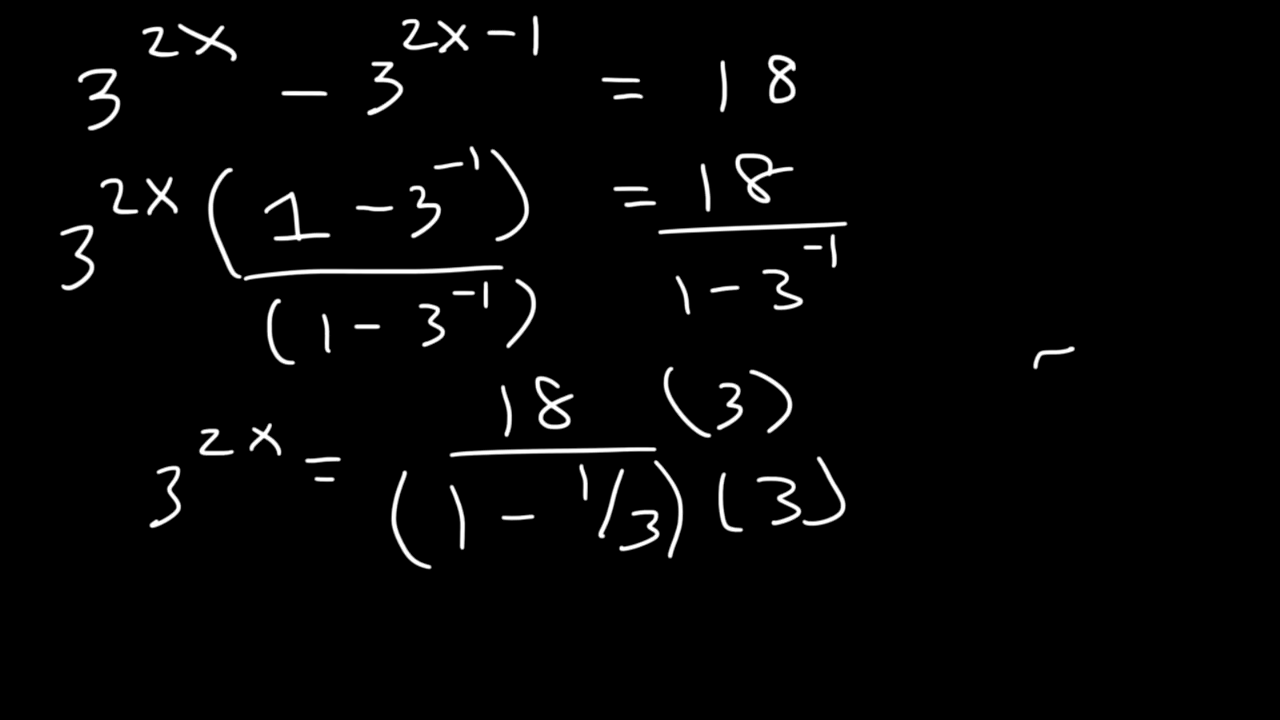 3^{2x} - 3^{2x-1} = 18
3^{2x} (1 - 3^{-1}) / (1 - 3^{-1}) = 18 / 1 - 3^{-1}
3^{2x} = 18 (3) / (1 - 1/3) (3)